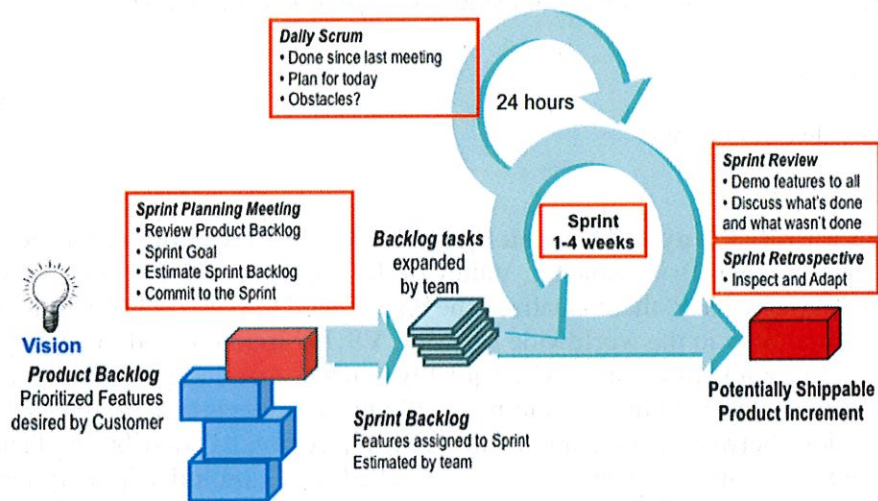 Daily Scrum
• Done since last meeting
• Plan for today
• Obstacles?
24 hours
Sprint Planning Meeting
• Review Product Backlog
• Sprint Goal
• Estimate Sprint Backlog
• Commit to the Sprint
Vision
Product Backlog
Prioritized Features
desired by Customer
Backlog tasks
expanded
by team
Sprint Backlog
Features assigned to Sprint
Estimated by team
Sprint
1-4 weeks
Sprint Review
• Demo features to all
• Discuss what's done
and what wasn't done
Sprint Retrospective
• Inspect and Adapt
Potentially Shippable
Product Increment